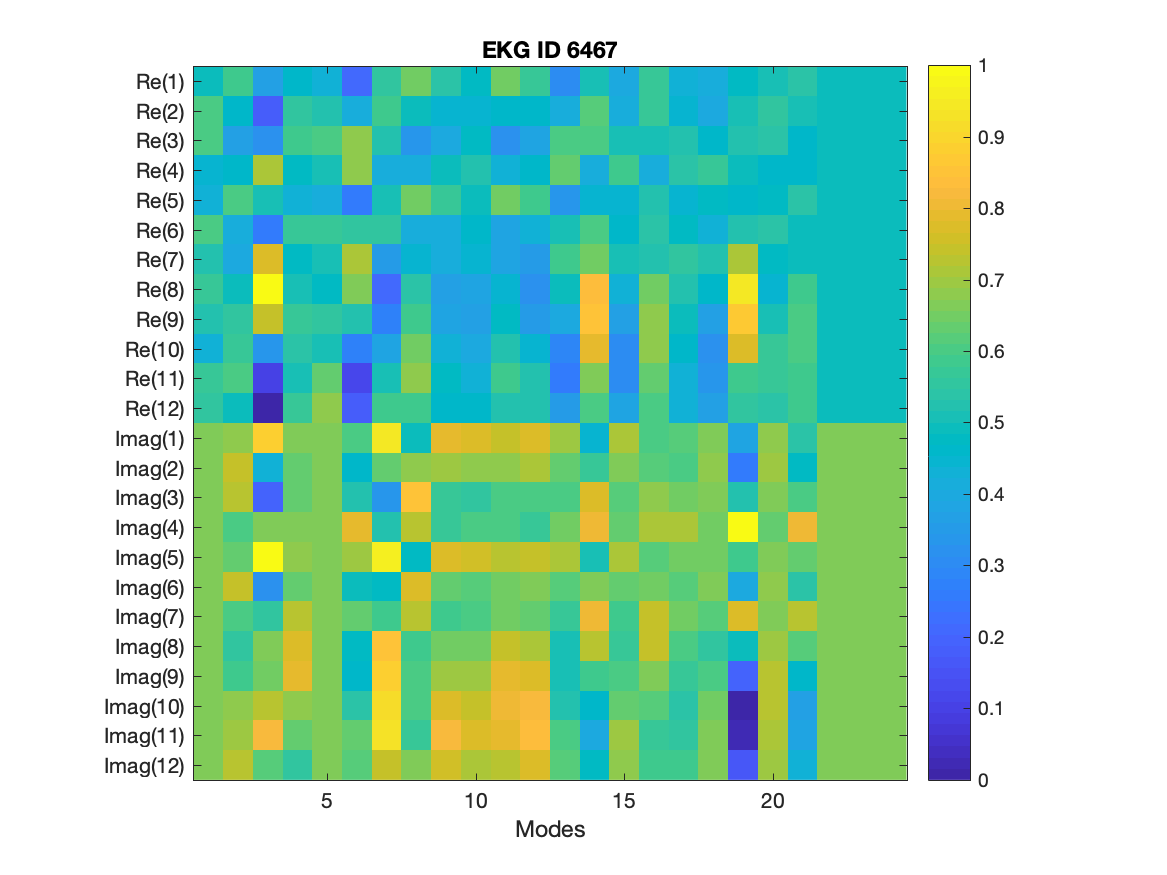 EKG ID 6467
Re(1)
Re(2)
Re(3)
Re(4)
Re(5)
Re(6)
Re(7)
Re(8)
Re(9)
Re(10)
Re(11)
Re(12)
Imag(1)
Imag(2)
Imag(3)
Imag(4)
Imag(5)
Imag(6)
Imag(7)
Imag(8)
Imag(9)
Imag(10)
Imag(11)
Imag(12)
5 10 15 20
Modes
1
0.9
0.8
0.7
0.6
0.5
0.4
0.3
0.2
0.1
0